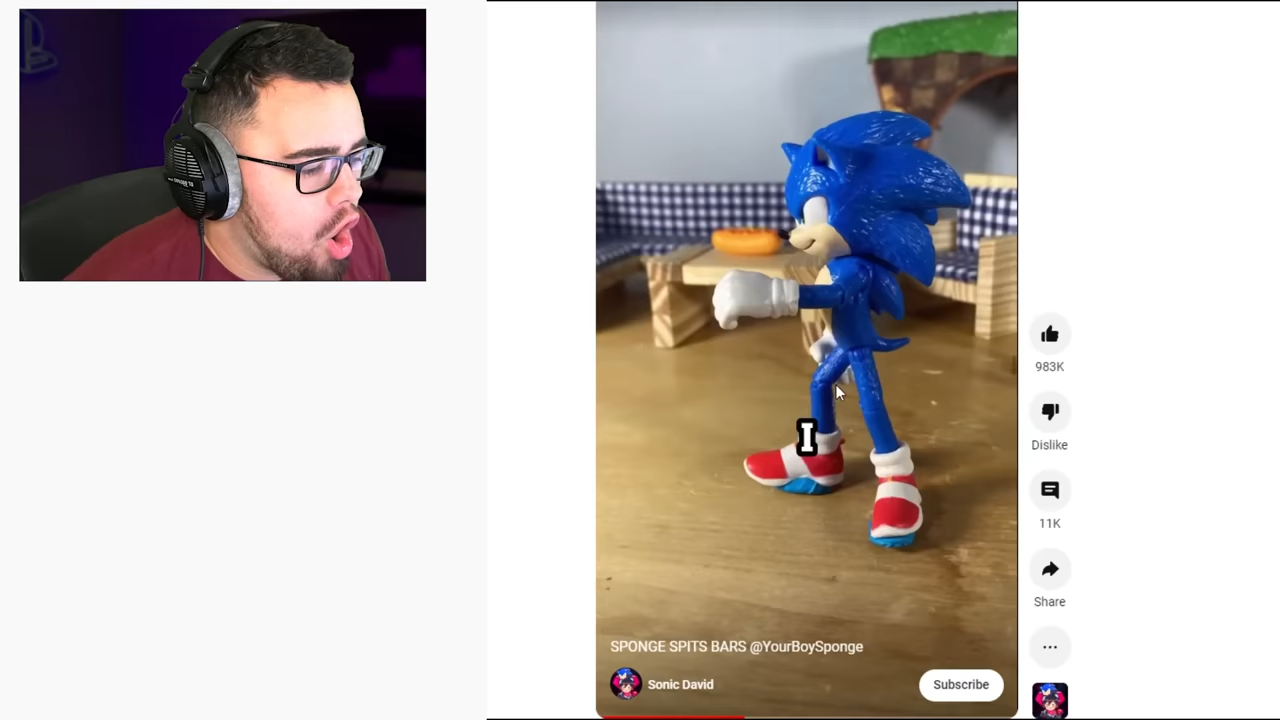 I
SPONGE SPITS BARS @YourBoySponge
Sonic David
Subscribe
983K
Dislike
11K
Share